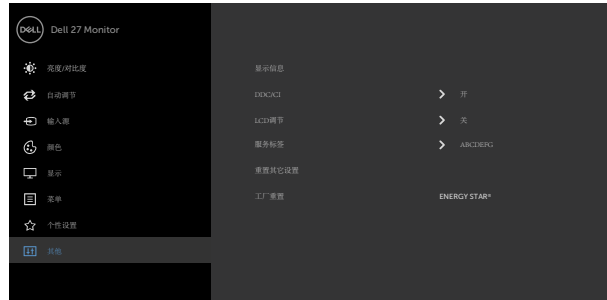 DELL Dell 27 Monitor
亮度/对比度
自动调节
输入源
颜色
显示
菜单
个性设置
其他
显示信息
DDC/CI 开
LCD调节 关
服务标签 ABCDEFG
重置其它设置
工厂重置 ENERGY STAR®